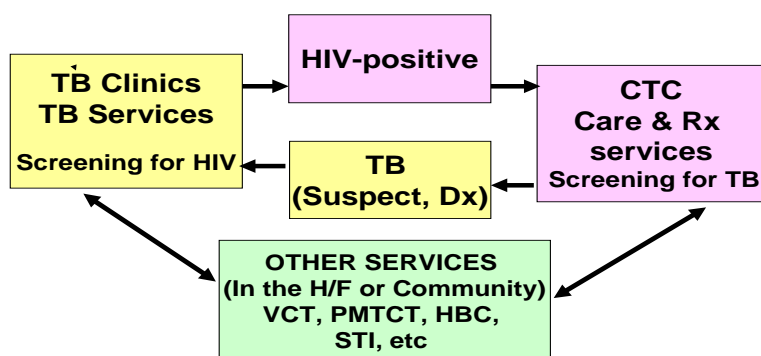 HIV-positive
TB Clinics
TB Services
Screening for HIV
CTC
Care & Rx
services
Screening for TB
TB
(Suspect, Dx)
OTHER SERVICES
(In the H/F or Community)
VCT, PMTCT, HBC,
STI, etc